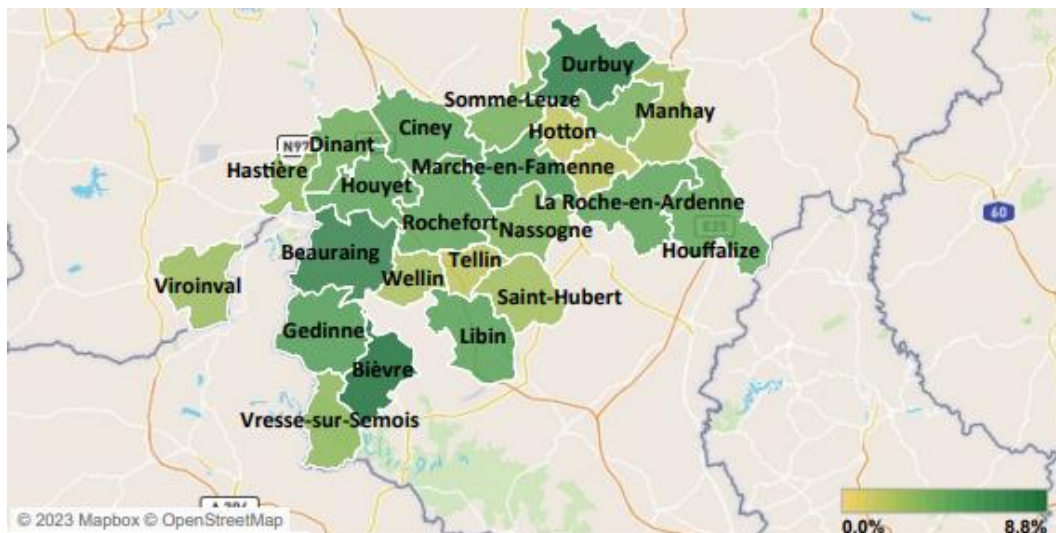 Durbuy
Somme-Leuze
Manhay
Ciney
Hotton
N97
Dinant
Marche-en-Famenne
Hastière
Houyet
La Roche-en-Ardenne
Rochefort
Nassogne
E25
Houffalize
60
Beauraing
Tellin
Wellin
Viroinval
Saint-Hubert
Gedinne
Libin
Bièvre
Vresse-sur-Semois
© 2023 Mapbox © OpenStreetMap
0.0%
8.8%